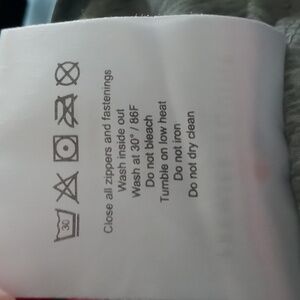 30
Close all zippers and fastenings
Wash inside out
Wash at 30° / 86F
Do not bleach
Tumble on low heat
Do not iron
Do not dry clean